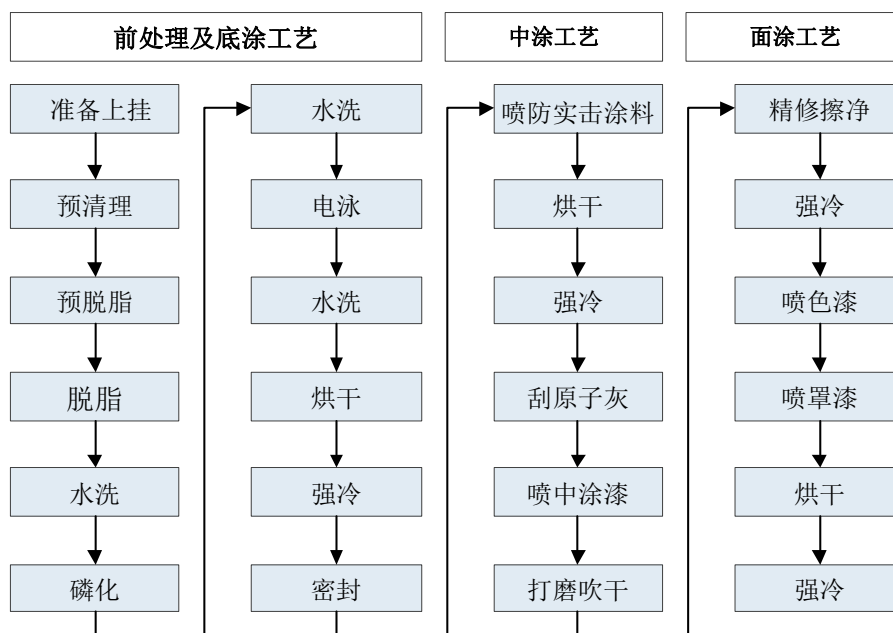 前处理及底涂工艺
准备上挂
预清理
预脱脂
脱脂
水洗
磷化
水洗
电泳
水洗
烘干
强冷
密封
中涂工艺
喷防实击涂料
烘干
强冷
刮原子灰
喷中涂漆
打磨吹干
面涂工艺
精修擦净
强冷
喷色漆
喷罩漆
烘干
强冷